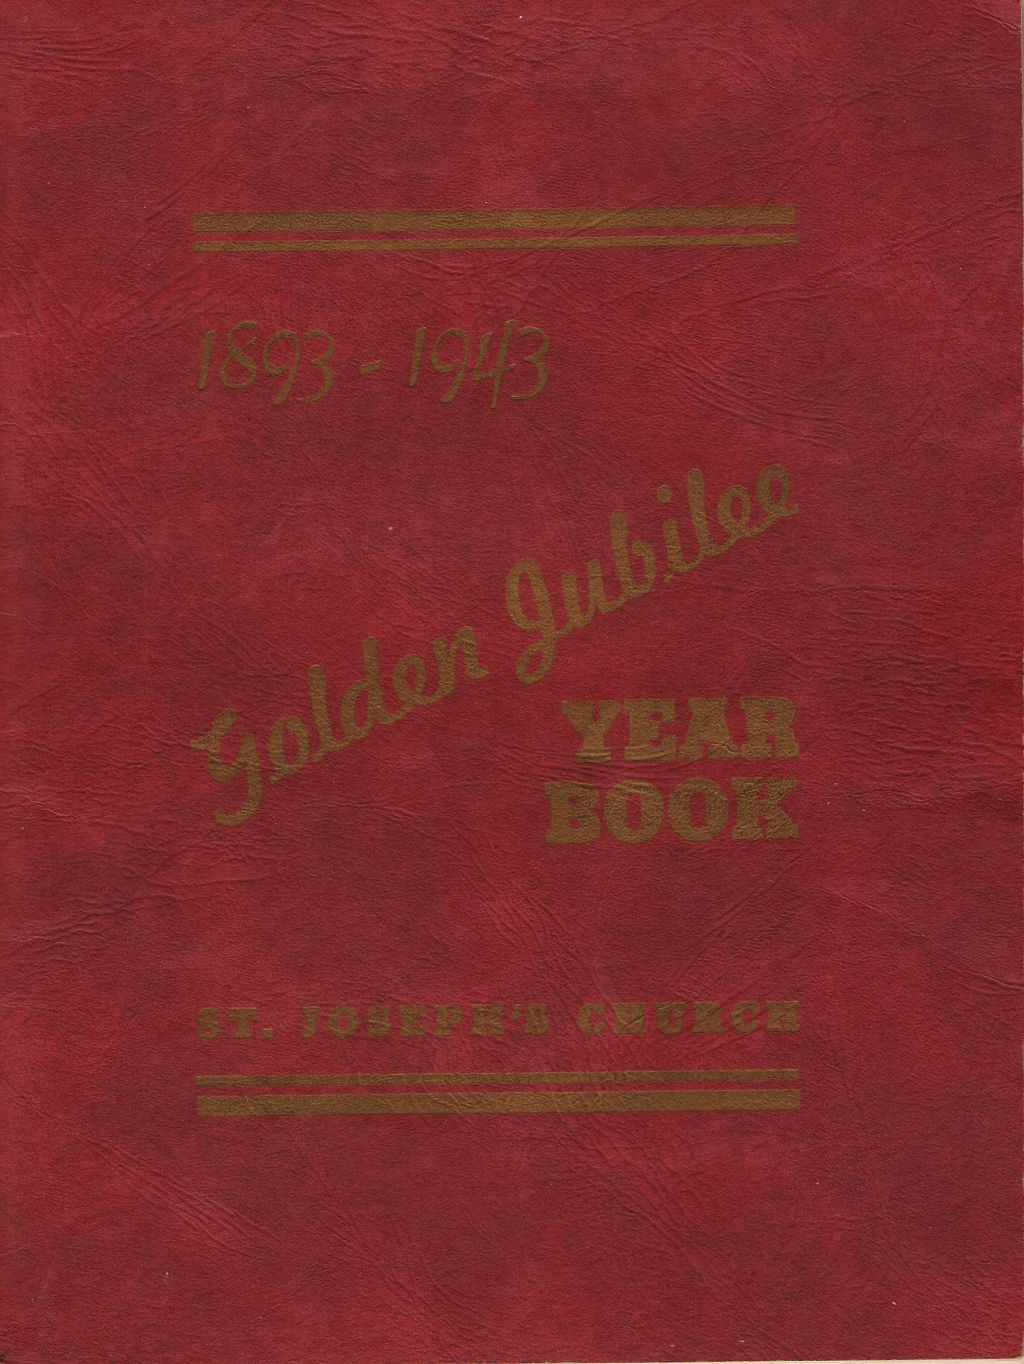 1893 - 1943
Golden Jubilee
YEAR
BOOK
ST. JOSEPH'S CHURCH